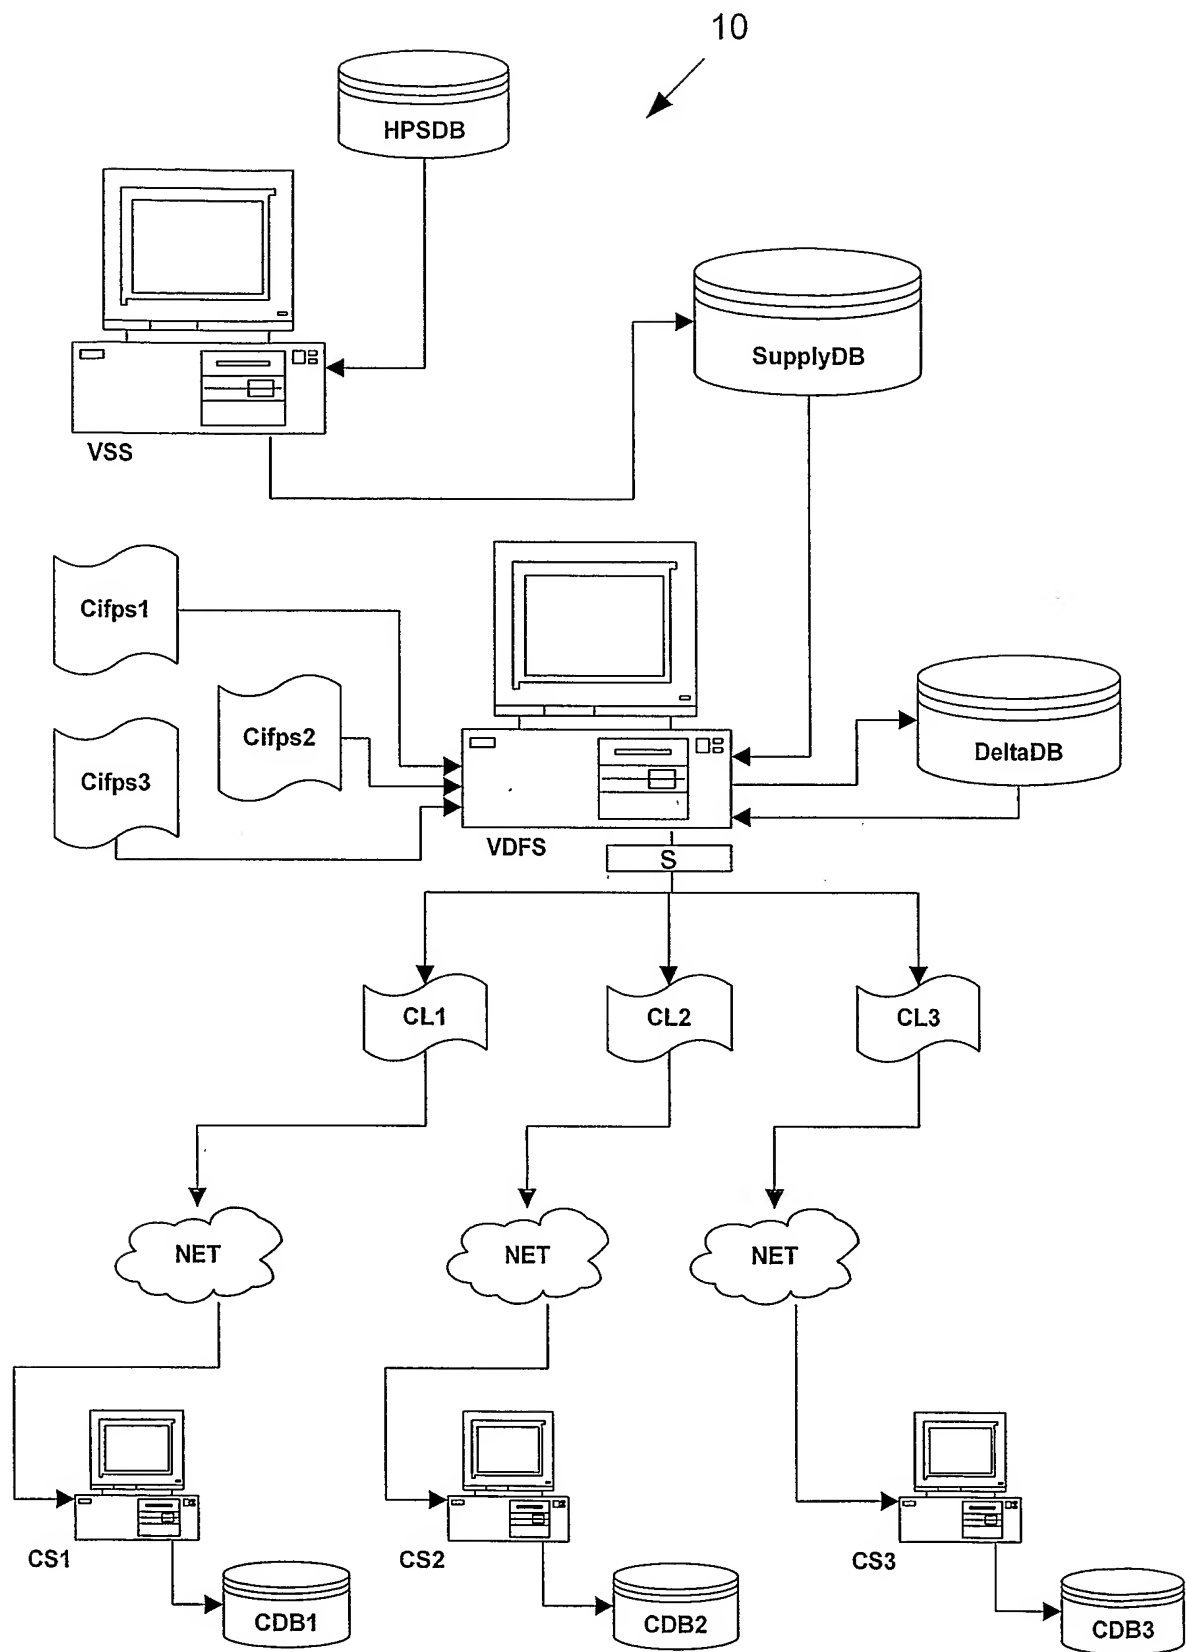 10
HPSDB
SupplyDB
VSS
Cifps1
Cifps2
Cifps3
DeltaDB
VDFS
S
CL1
CL2
CL3
NET
NET
NET
CS1
CS2
CS3
CDB1
CDB2
CDB3